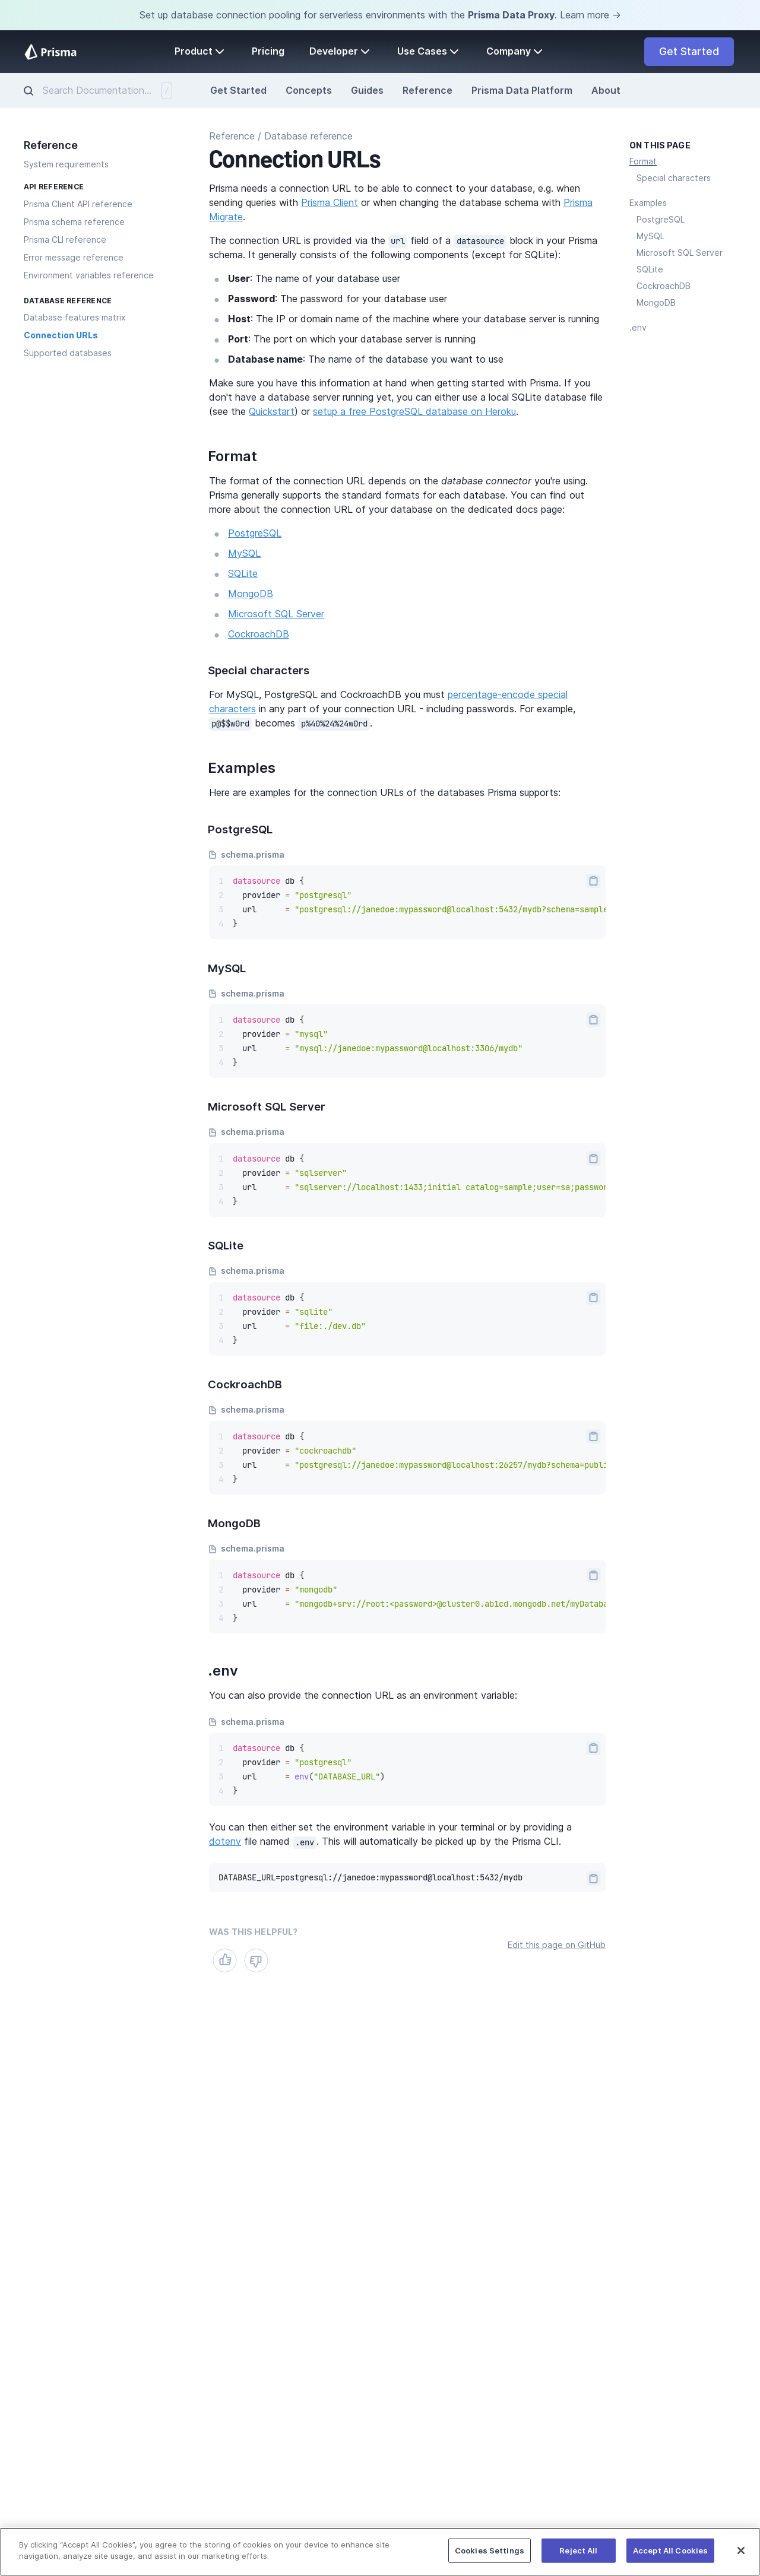 Set up database connection pooling for serverless environments with the Prisma Data Proxy. Learn more →
Prisma
Product
Pricing
Developer
Use Cases
Company
Get Started
Search Documentation...
/
Get Started
Concepts
Guides
Reference
Prisma Data Platform
About
Reference
System requirements
API REFERENCE
Prisma Client API reference
Prisma schema reference
Prisma CLI reference
Error message reference
Environment variables reference
DATABASE REFERENCE
Database features matrix
Connection URLs
Supported databases
Reference / Database reference
Connection URLs
Prisma needs a connection URL to be able to connect to your database, e.g. when
sending queries with Prisma Client or when changing the database schema with Prisma
Migrate.
The connection URL is provided via the url field of a datasource block in your Prisma
schema. It generally consists of the following components (except for SQLite):
User: The name of your database user
Password: The password for your database user
Host: The IP or domain name of the machine where your database server is running
Port: The port on which your database server is running
Database name: The name of the database you want to use
Make sure you have this information at hand when getting started with Prisma. If you
don't have a database server running yet, you can either use a local SQLite database file
(see the Quickstart) or setup a free PostgreSQL database on Heroku.
Format
The format of the connection URL depends on the database connector you're using.
Prisma generally supports the standard formats for each database. You can find out
more about the connection URL of your database on the dedicated docs page:
PostgreSQL
MySQL
SQLite
MongoDB
Microsoft SQL Server
CockroachDB
Special characters
For MySQL, PostgreSQL and CockroachDB you must percentage-encode special
characters in any part of your connection URL - including passwords. For example,
p@$$w0rd becomes p%40%24%24w0rd.
Examples
Here are examples for the connection URLs of the databases Prisma supports:
PostgreSQL
schema.prisma
1 datasource db {
2 provider = "postgresql"
3 url = "postgresql://janedoe:mypassword@localhost:5432/mydb?schema=sample
4 }
MySQL
schema.prisma
1 datasource db {
2 provider = "mysql"
3 url = "mysql://janedoe:mypassword@localhost:3306/mydb"
4 }
Microsoft SQL Server
schema.prisma
1 datasource db {
2 provider = "sqlserver"
3 url = "sqlserver://localhost:1433;initial catalog=sample;user=sa;passwor
4 }
SQLite
schema.prisma
1 datasource db {
2 provider = "sqlite"
3 url = "file:./dev.db"
4 }
CockroachDB
schema.prisma
1 datasource db {
2 provider = "cockroachdb"
3 url = "postgresql://janedoe:mypassword@localhost:26257/mydb?schema=publi
4 }
MongoDB
schema.prisma
1 datasource db {
2 provider = "mongodb"
3 url = "mongodb+srv://root:<password>@cluster0.ab1cd.mongodb.net/myDataba
4 }
.env
You can also provide the connection URL as an environment variable:
schema.prisma
1 datasource db {
2 provider = "postgresql"
3 url = env("DATABASE_URL")
4 }
You can then either set the environment variable in your terminal or by providing a
dotenv file named .env. This will automatically be picked up by the Prisma CLI.
DATABASE_URL=postgresql://janedoe:mypassword@localhost:5432/mydb
WAS THIS HELPFUL?
Edit this page on GitHub
ON THIS PAGE
Format
Special characters
Examples
PostgreSQL
MySQL
Microsoft SQL Server
SQLite
CockroachDB
MongoDB
.env
By clicking "Accept All Cookies", you agree to the storing of cookies on your device to enhance site
navigation, analyze site usage, and assist in our marketing efforts.
Cookies Settings
Reject All
Accept All Cookies